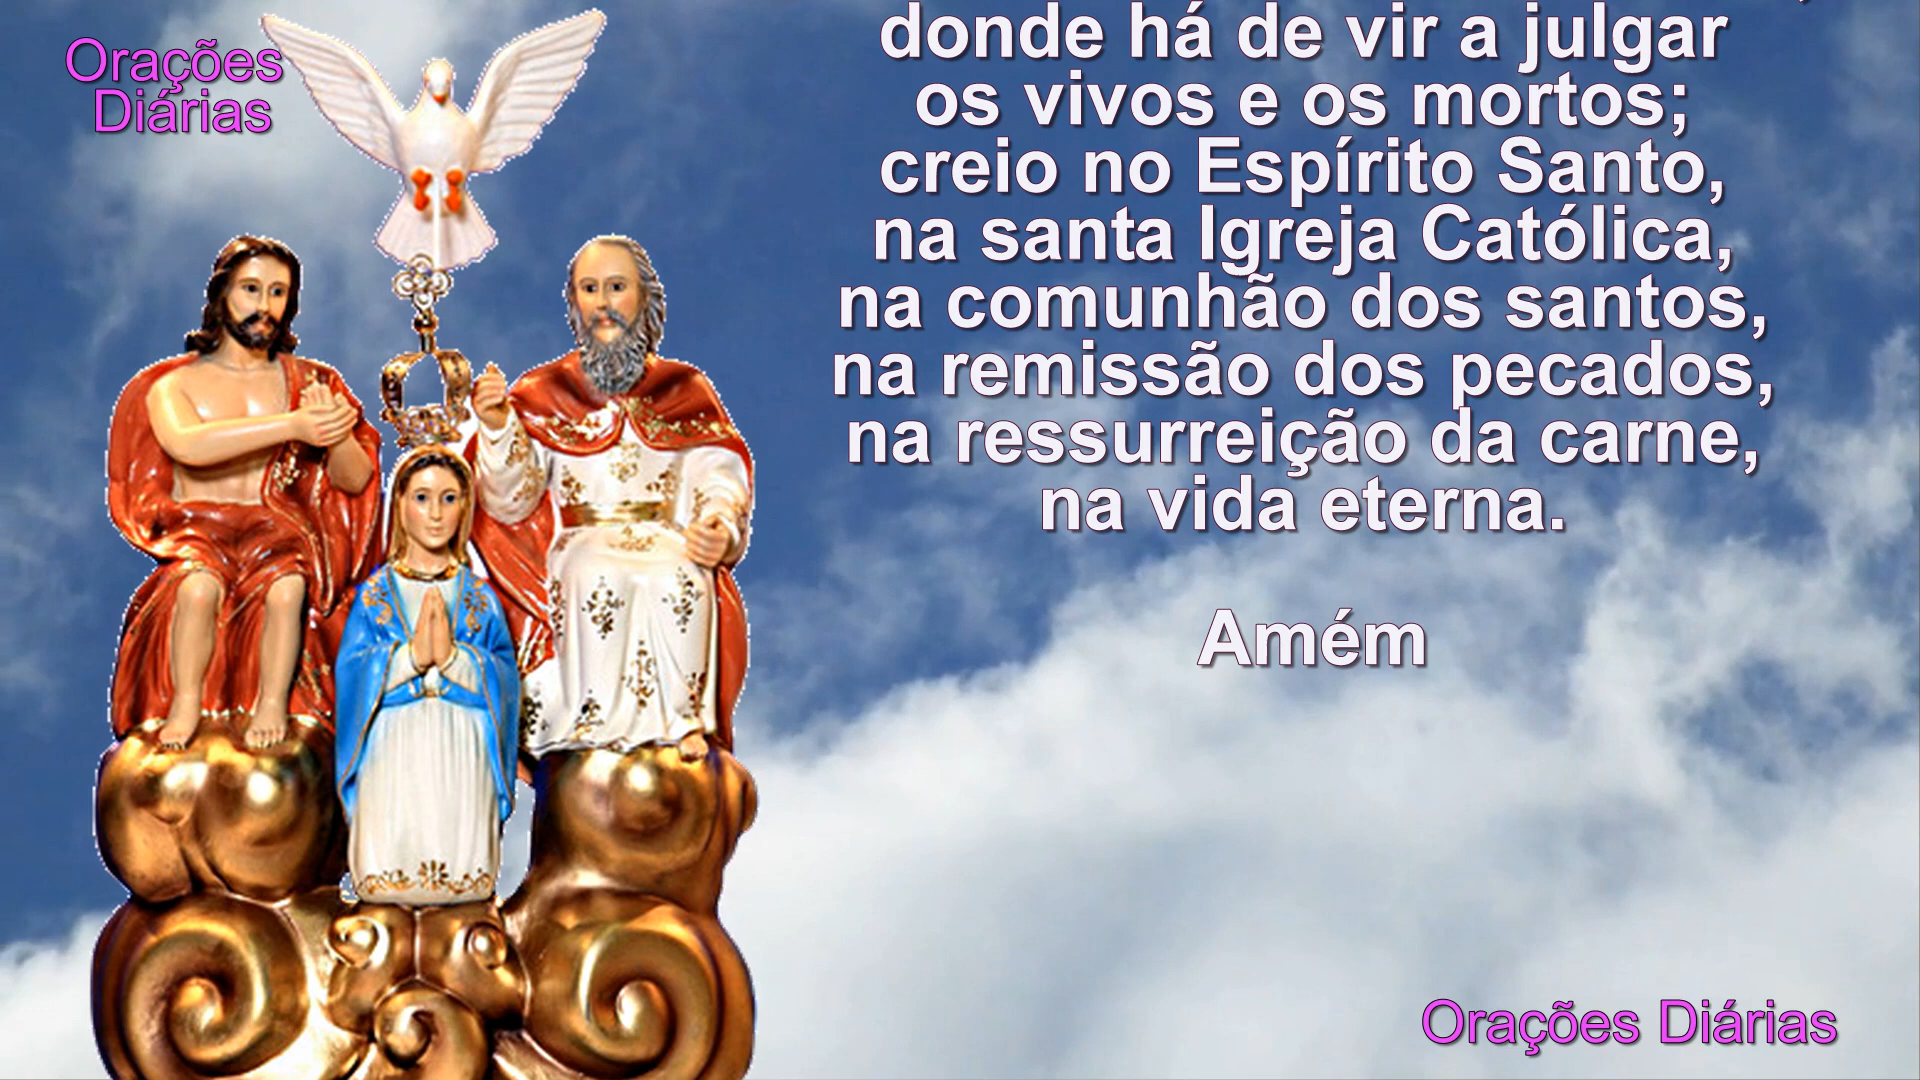 Orações
Diárias
donde há de vir a julgar
os vivos e os mortos;
creio no Espírito Santo,
na santa Igreja Católica,
na comunhão dos santos,
na remissão dos pecados,
na ressurreição da carne,
na vida eterna.
Amém
Orações Diárias